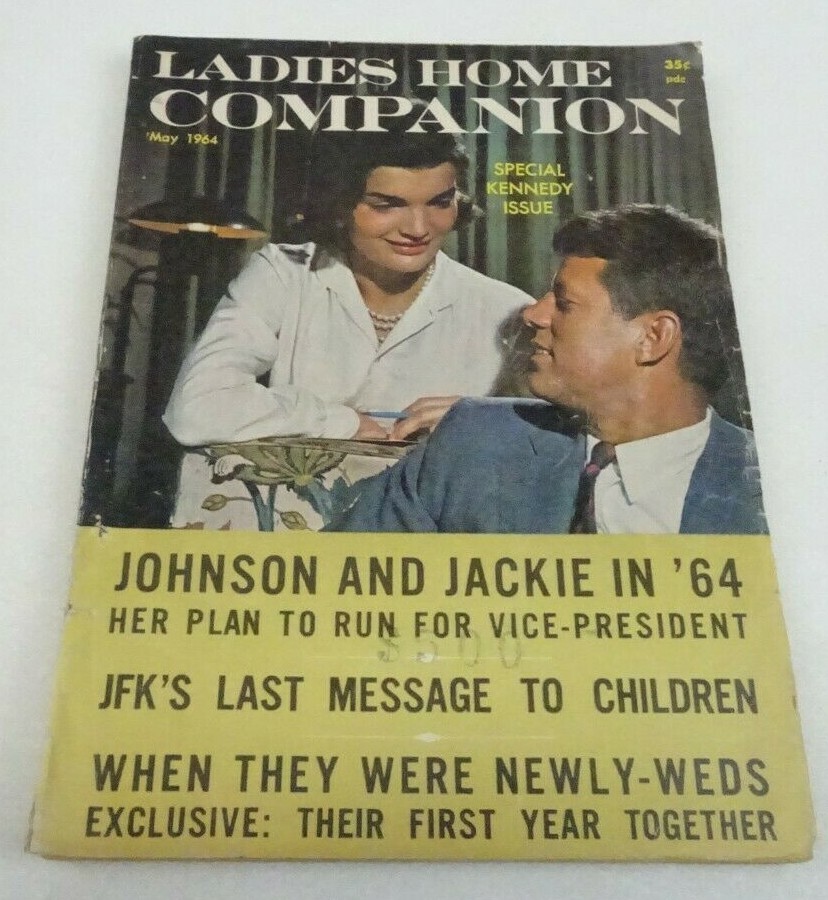 LADIES HOME
COMPANION
35¢
pdc
May 1964
SPECIAL
KENNEDY
ISSUE
JOHNSON AND JACKIE IN '64
HER PLAN TO RUN FOR VICE-PRESIDENT
$500
JFK'S LAST MESSAGE TO CHILDREN
WHEN THEY WERE NEWLY-WEDS
EXCLUSIVE: THEIR FIRST YEAR TOGETHER